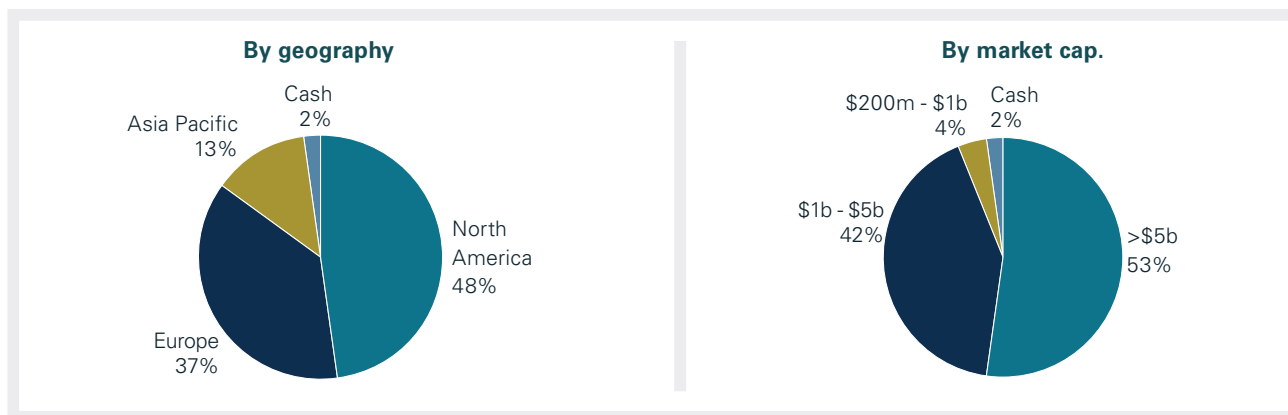 By geography
Cash
2%
Asia Pacific
13%
North
America
48%
Europe
37%
By market cap.
$200m - $1b
4%
Cash
2%
$1b - $5b
42%
>$5b
53%